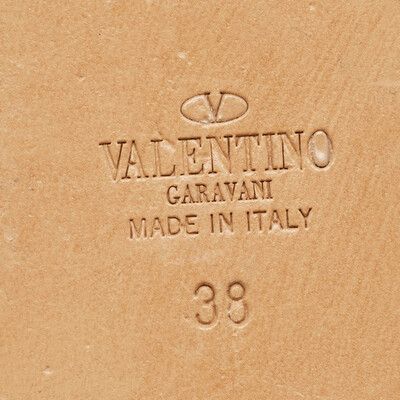 V
VALENTINO
GARAVANI
MADE IN ITALY
38